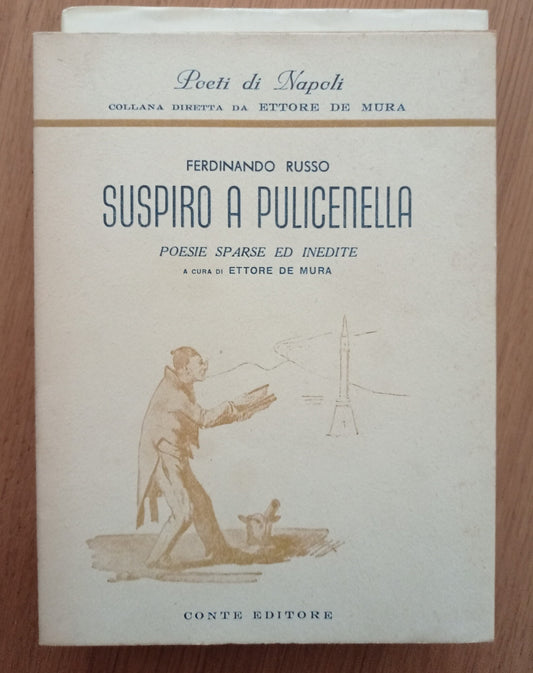 Poeti di Napoli
COLLANA DIRETTA DA ETTORE DE MURA
FERDINANDO RUSSO
SUSPIRO A PULICENELLA
POESIE SPARSE ED INEDITE
A CURA DI ETTORE DE MURA
CONTE EDITORE